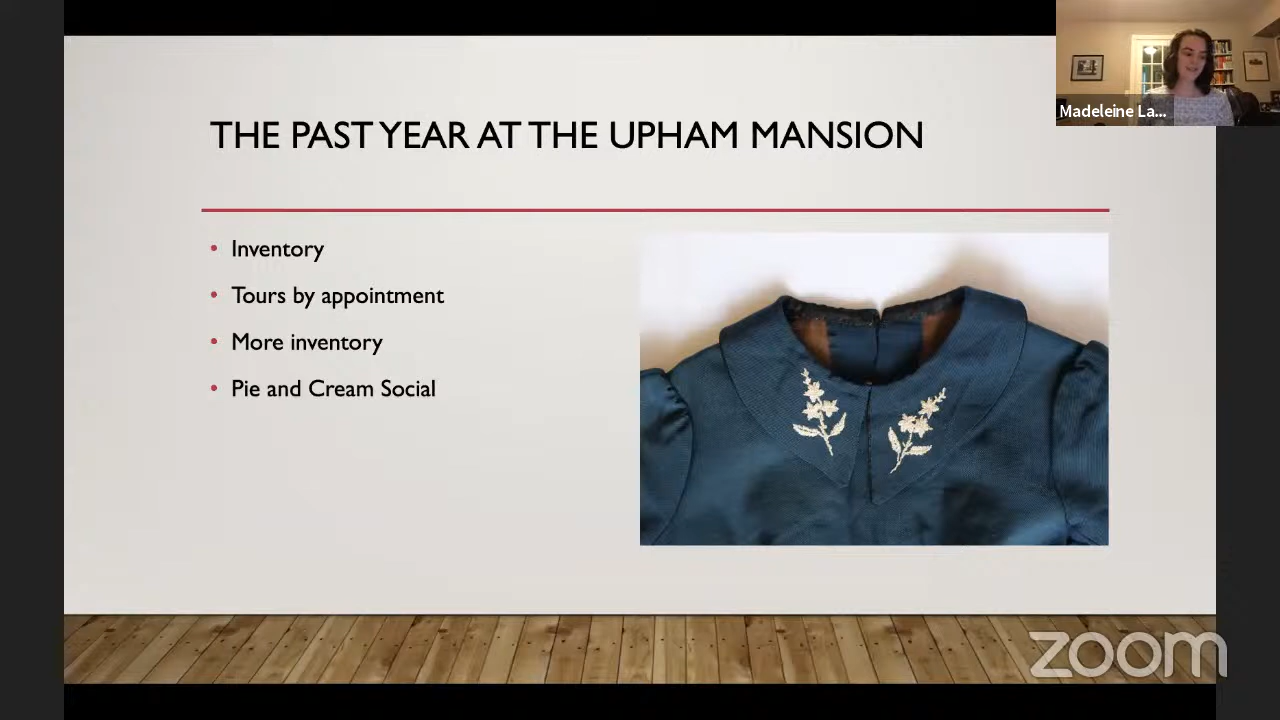 THE PAST YEAR AT THE UPHAM MANSION
Inventory
Tours by appointment
More inventory
Pie and Cream Social
Madeleine La...
zoom